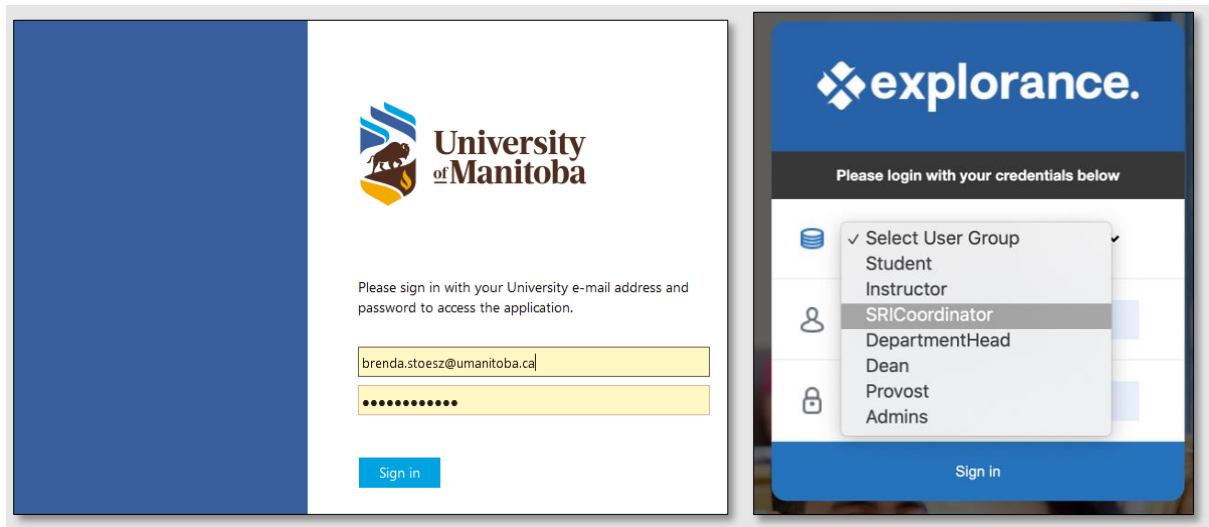 University
of Manitoba
Please sign in with your University e-mail address and
password to access the application.
brenda.stoesz@umanitoba.ca
••••••••••••
Sign in
explorance.
Please login with your credentials below
✓ Select User Group
Student
Instructor
SRICoordinator
DepartmentHead
Dean
Provost
Admins
Sign in